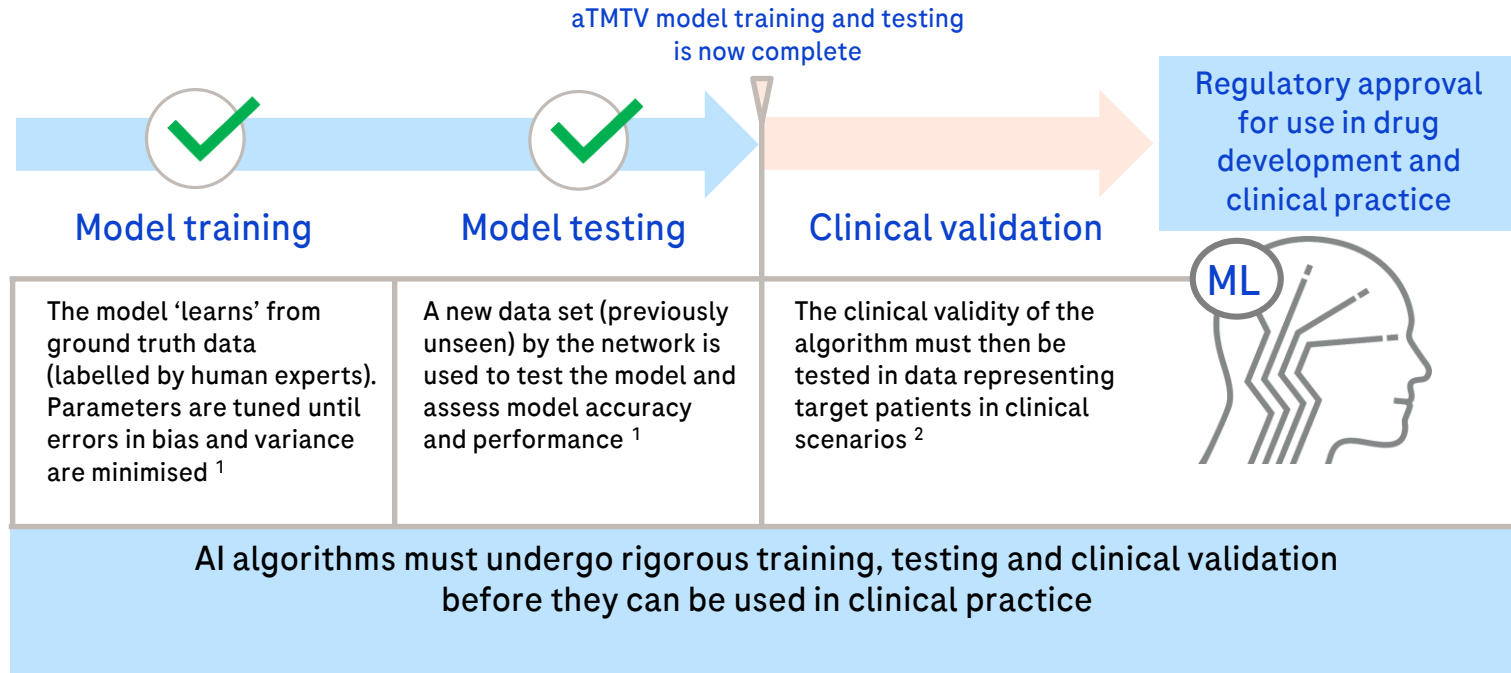 aTMTV model training and testing
is now complete
Regulatory approval
for use in drug
development and
clinical practice
Model training
Model testing
Clinical validation
ML
The model ‘learns’ from
ground truth data
(labelled by human experts).
Parameters are tuned until
errors in bias and variance
are minimised ¹
A new data set (previously
unseen) by the network is
used to test the model and
assess model accuracy
and performance ¹
The clinical validity of the
algorithm must then be
tested in data representing
target patients in clinical
scenarios ²
AI algorithms must undergo rigorous training, testing and clinical validation
before they can be used in clinical practice